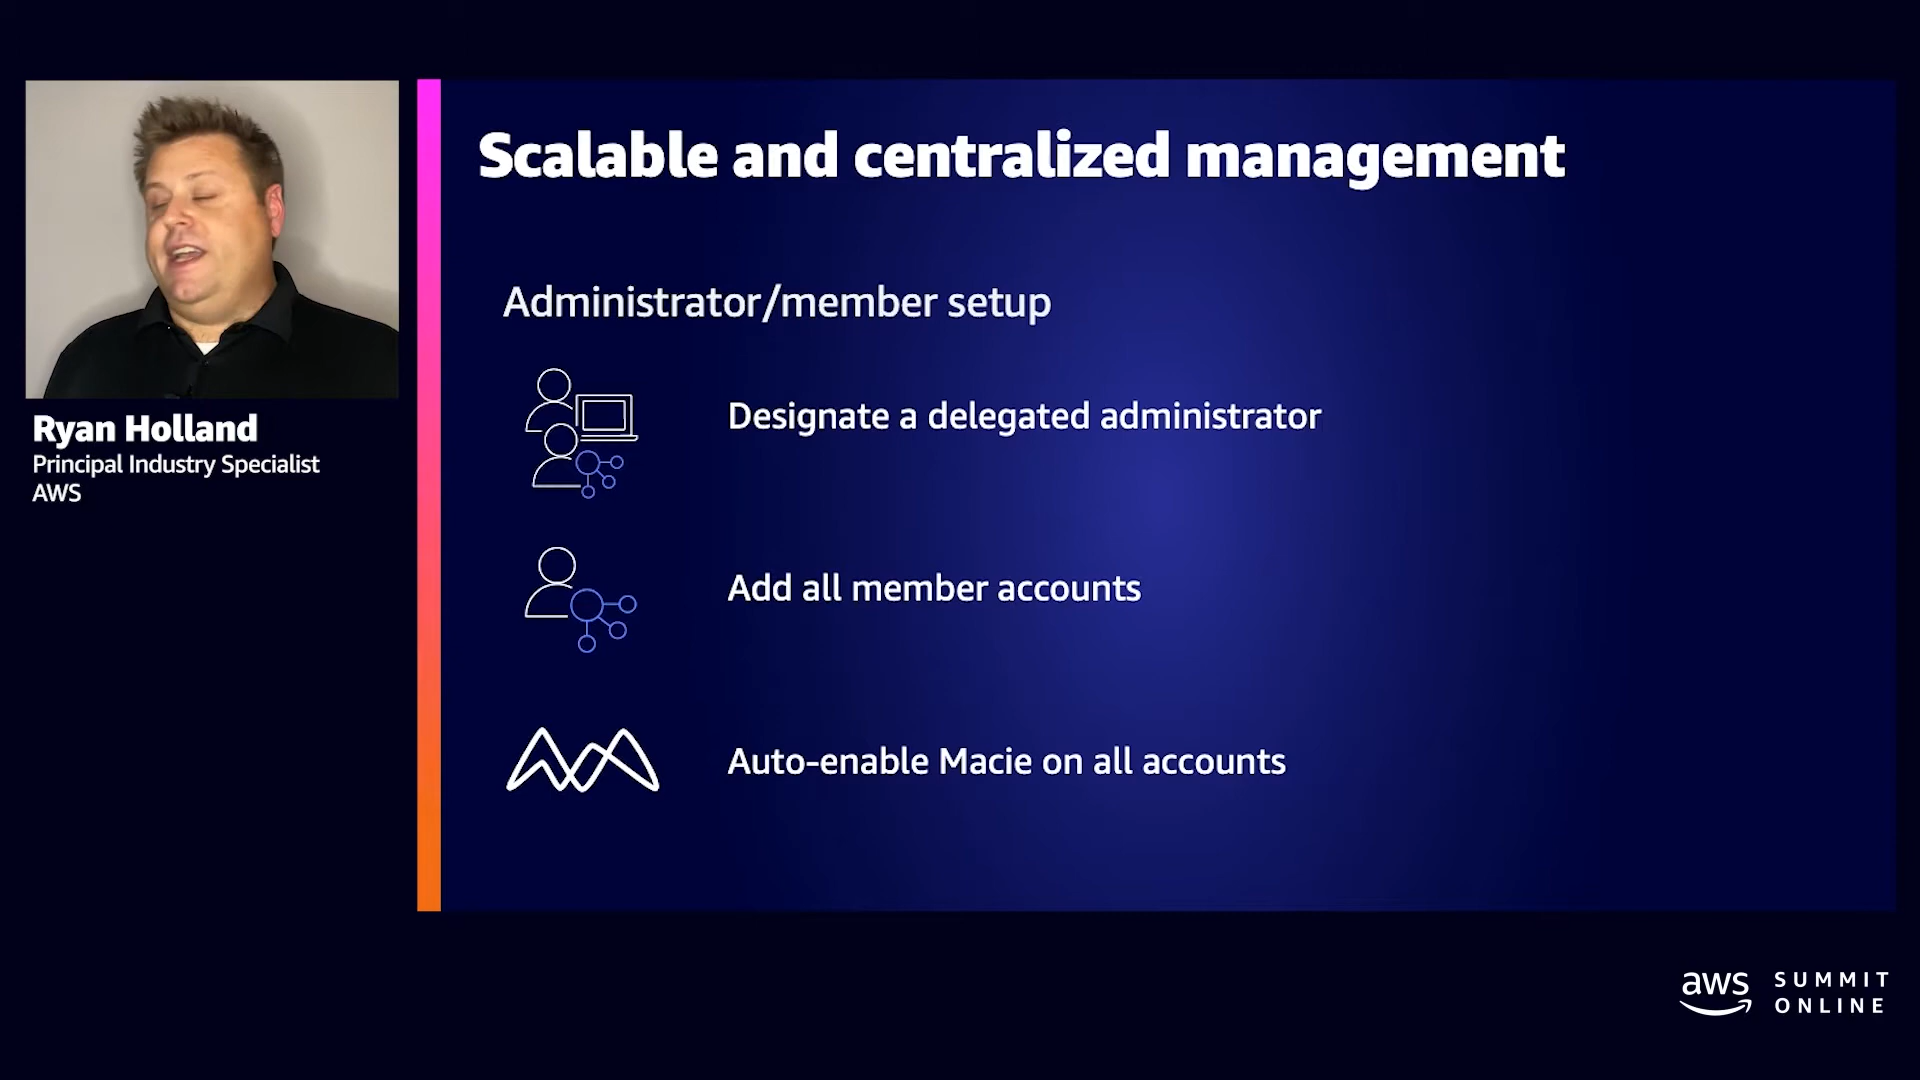 Scalable and centralized management
Administrator/member setup
Designate a delegated administrator
Add all member accounts
Auto-enable Macie on all accounts
Ryan Holland
Principal Industry Specialist
AWS
aws
SUMMIT
ONLINE